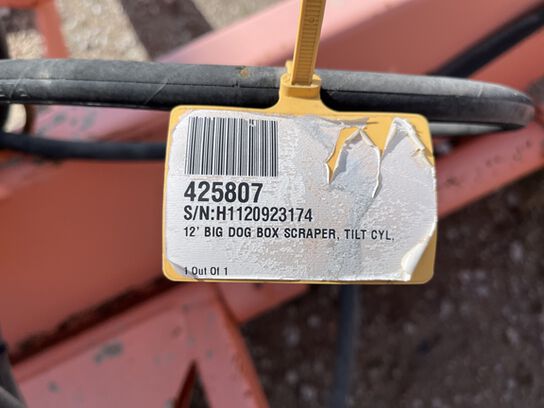 425807
S/N:H1120923174
12' BIG DOG BOX SCRAPER, TILT CYL,
1 Out Of 1